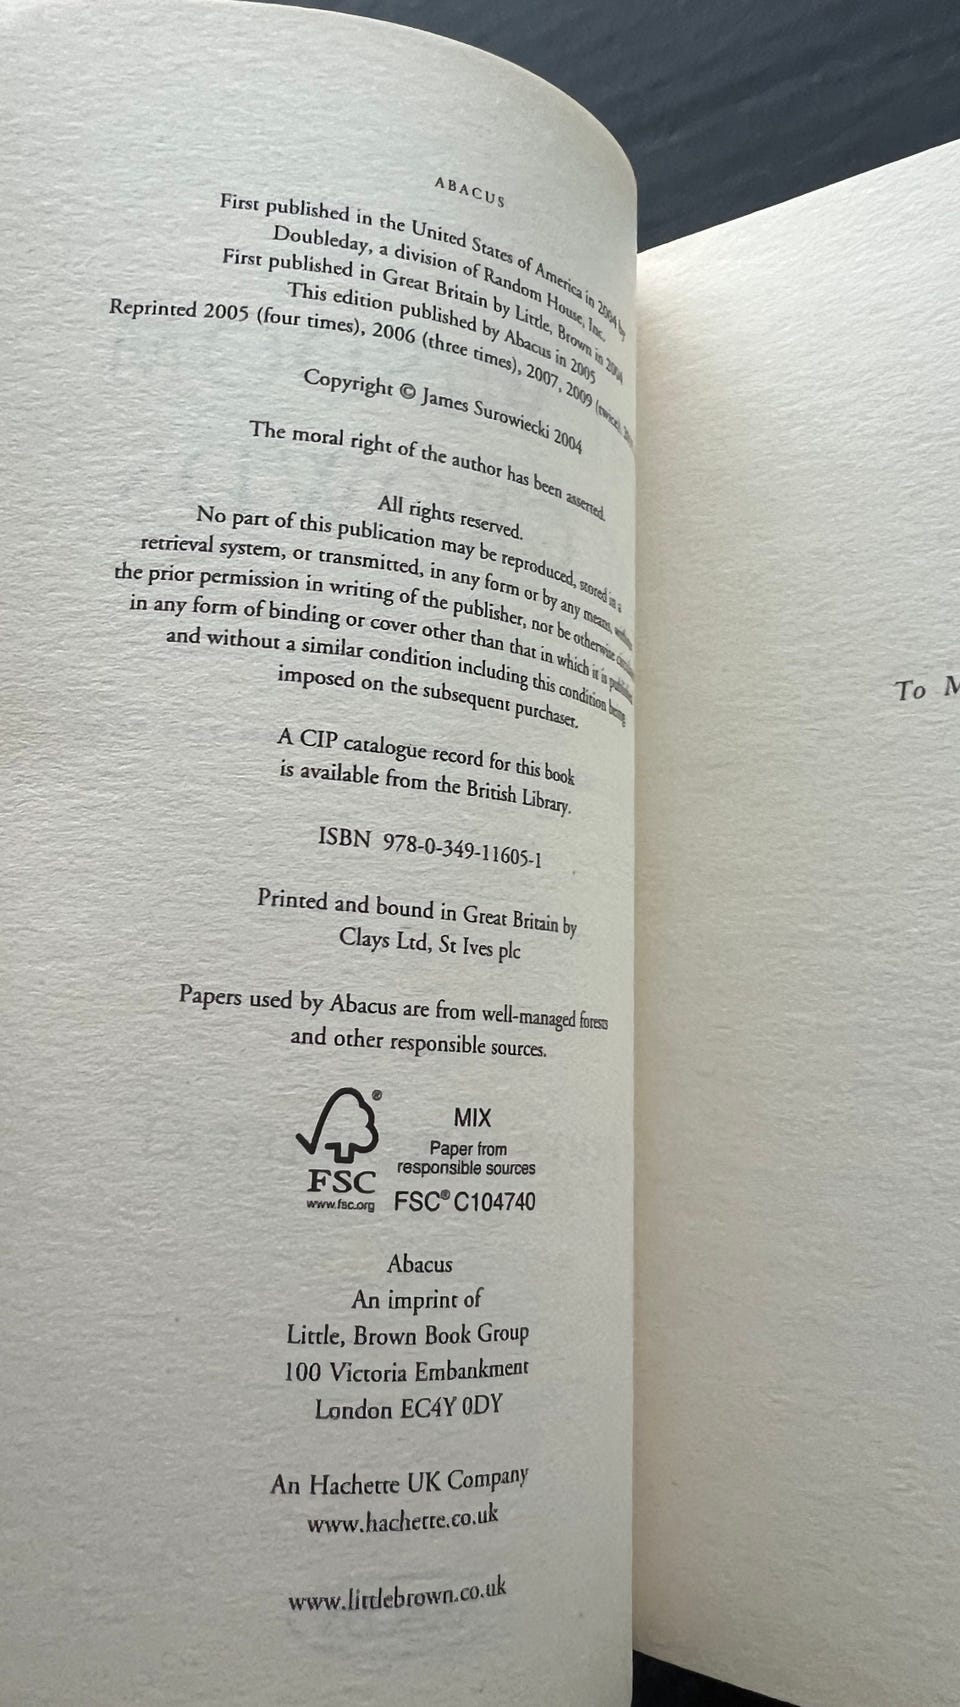 ABACUS
First published in the United States of America in 2004 by
Doubleday, a division of Random House, Inc.
First published in Great Britain by Little, Brown in 2004
This edition published by Abacus in 2005
Reprinted 2005 (four times), 2006 (three times), 2007, 2009 (twice),
Copyright © James Surowiecki 2004
The moral right of the author has been asserted.
All rights reserved.
No part of this publication may be reproduced, stored in a
retrieval system, or transmitted, in any form or by any means, without
the prior permission in writing of the publisher, nor be otherwise
in any form of binding or cover other than that in which it is published
and without a similar condition including this condition being
imposed on the subsequent purchaser.
A CIP catalogue record for this book
is available from the British Library.
ISBN 978-0-349-11605-1
Printed and bound in Great Britain by
Clays Ltd, St Ives plc
Papers used by Abacus are from well-managed forests
and other responsible sources.
®
FSC
www.fsc.org
MIX
Paper from
responsible sources
FSC® C104740
Abacus
An imprint of
Little, Brown Book Group
100 Victoria Embankment
London EC4Y 0DY
An Hachette UK Company
www.hachette.co.uk
www.littlebrown.co.uk
To M